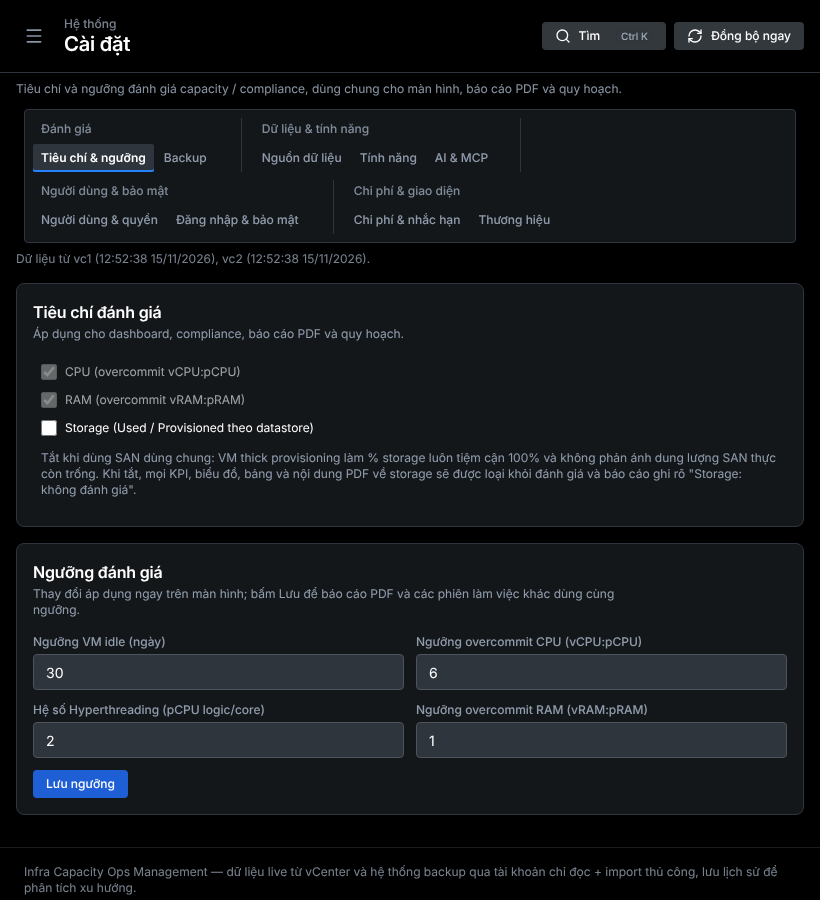 Hệ thống
Cài đặt
Tìm Ctrl K
Đồng bộ ngay
Tiêu chí và ngưỡng đánh giá capacity / compliance, dùng chung cho màn hình, báo cáo PDF và quy hoạch.
Đánh giá
Tiêu chí & ngưỡng Backup
Dữ liệu & tính năng
Nguồn dữ liệu Tính năng AI & MCP
Người dùng & bảo mật
Người dùng & quyền Đăng nhập & bảo mật
Chi phí & giao diện
Chi phí & nhắc hạn Thương hiệu
Dữ liệu từ vc1 (12:52:38 15/11/2026), vc2 (12:52:38 15/11/2026).
Tiêu chí đánh giá
Áp dụng cho dashboard, compliance, báo cáo PDF và quy hoạch.
CPU (overcommit vCPU:pCPU)
RAM (overcommit vRAM:pRAM)
Storage (Used / Provisioned theo datastore)
Tắt khi dùng SAN dùng chung: VM thick provisioning làm % storage luôn tiệm cận 100% và không phản ánh dung lượng SAN thực
còn trống. Khi tắt, mọi KPI, biểu đồ, bảng và nội dung PDF về storage sẽ được loại khỏi đánh giá và báo cáo ghi rõ "Storage:
không đánh giá".
Ngưỡng đánh giá
Thay đổi áp dụng ngay trên màn hình; bấm Lưu để báo cáo PDF và các phiên làm việc khác dùng cùng
ngưỡng.
Ngưỡng VM idle (ngày)
30
Ngưỡng overcommit CPU (vCPU:pCPU)
6
Hệ số Hyperthreading (pCPU logic/core)
2
Ngưỡng overcommit RAM (vRAM:pRAM)
1
Lưu ngưỡng
Infra Capacity Ops Management — dữ liệu live từ vCenter và hệ thống backup qua tài khoản chỉ đọc + import thủ công, lưu lịch sử để
phân tích xu hướng.